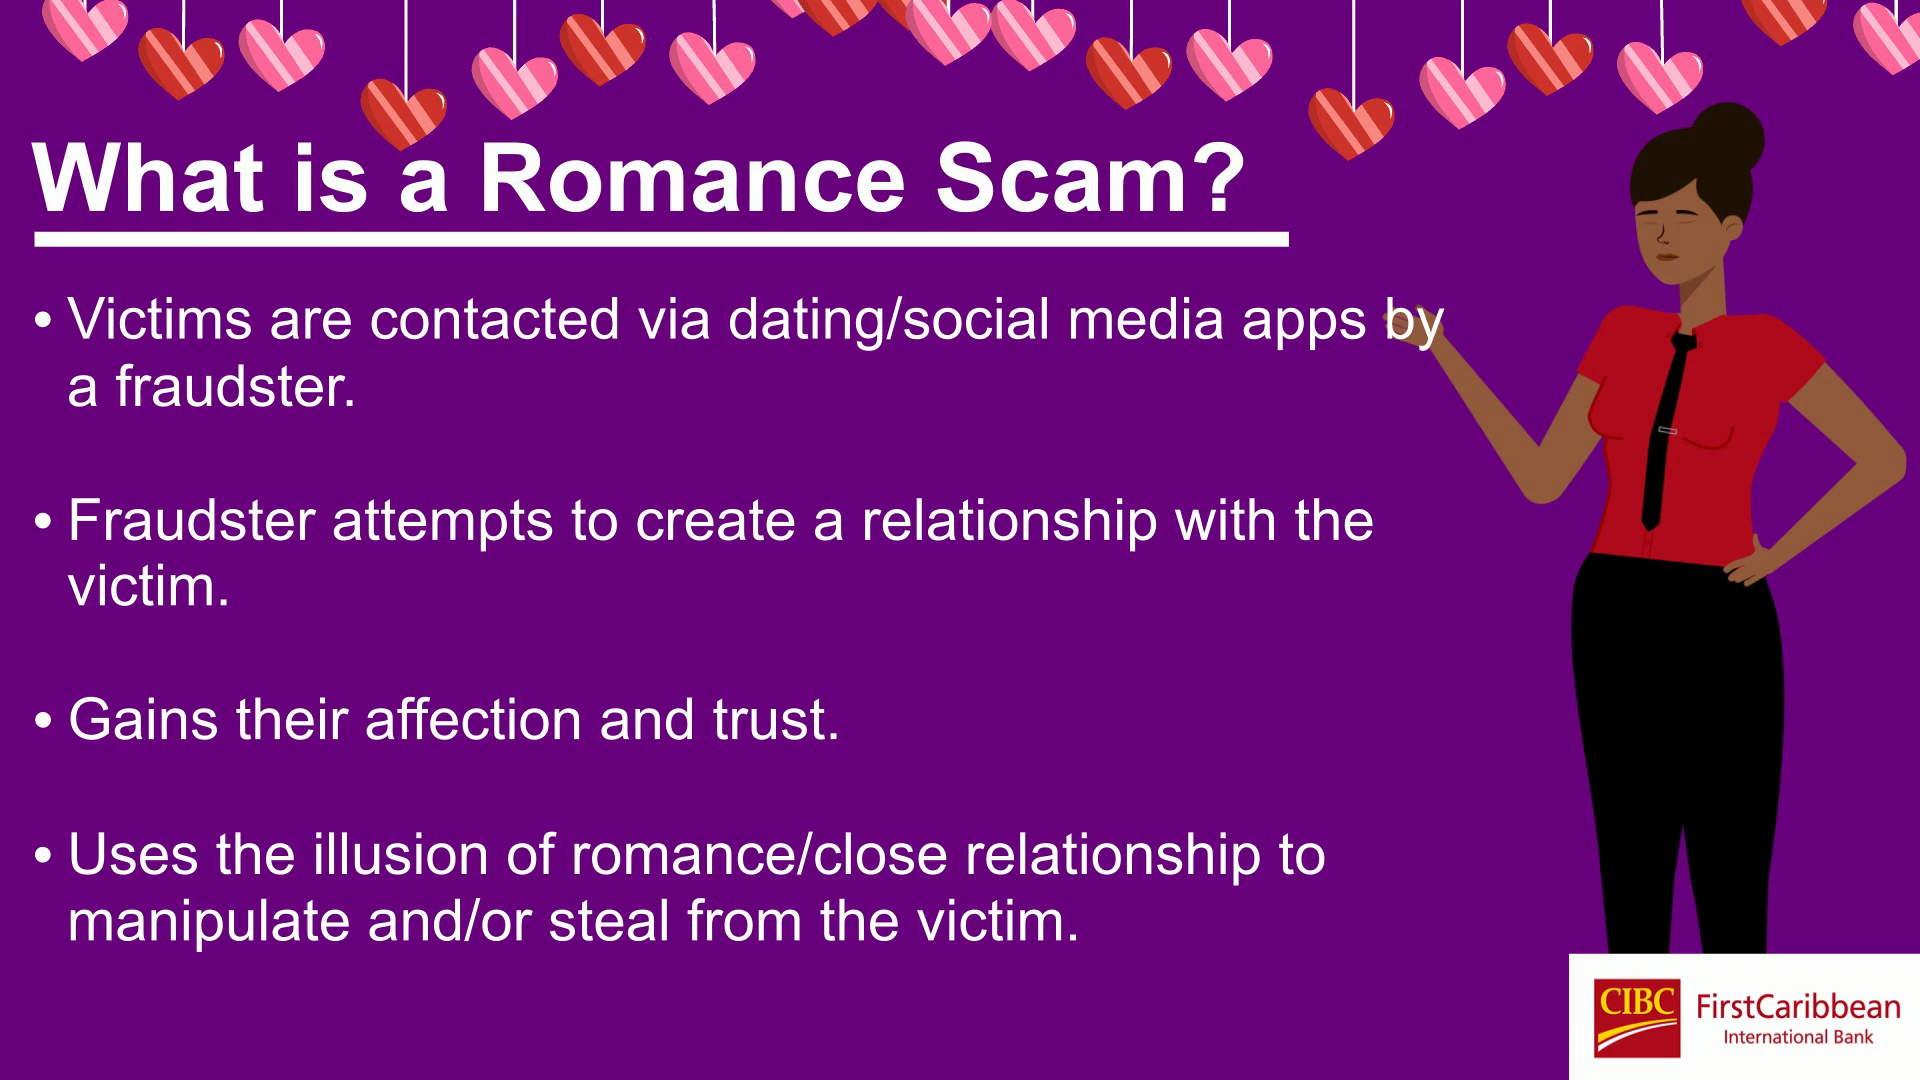 What is a Romance Scam?
• Victims are contacted via dating/social media apps by
a fraudster.
• Fraudster attempts to create a relationship with the
victim.
• Gains their affection and trust.
• Uses the illusion of romance/close relationship to
manipulate and/or steal from the victim.
CIBC
FirstCaribbean
International Bank